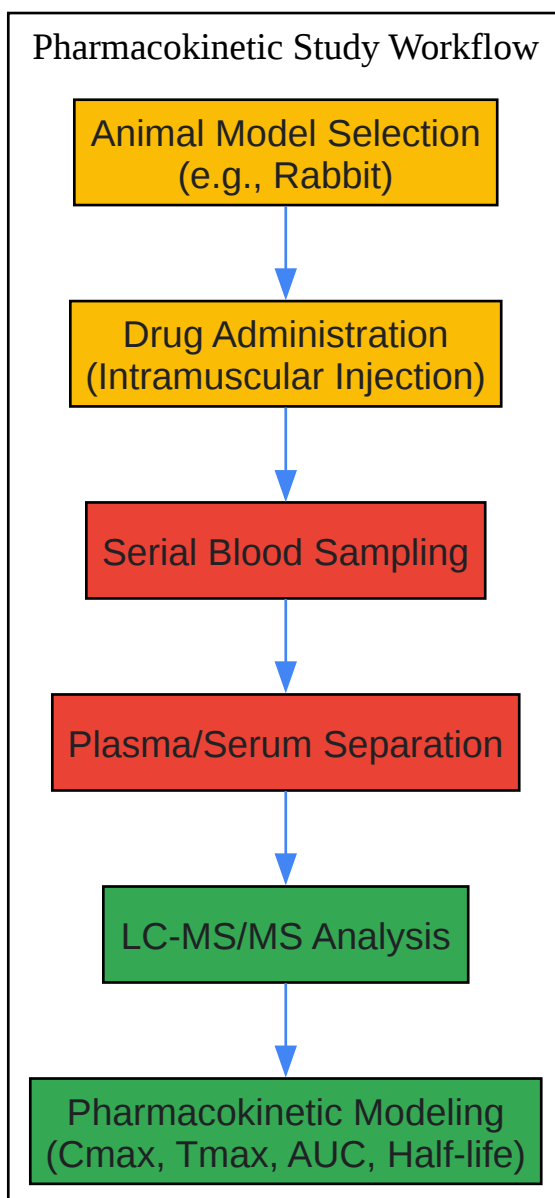 Pharmacokinetic Study Workflow
Animal Model Selection
(e.g., Rabbit)
Drug Administration
(Intramuscular Injection)
Serial Blood Sampling
Plasma/Serum Separation
LC-MS/MS Analysis
Pharmacokinetic Modeling
(Cmax, Tmax, AUC, Half-life)